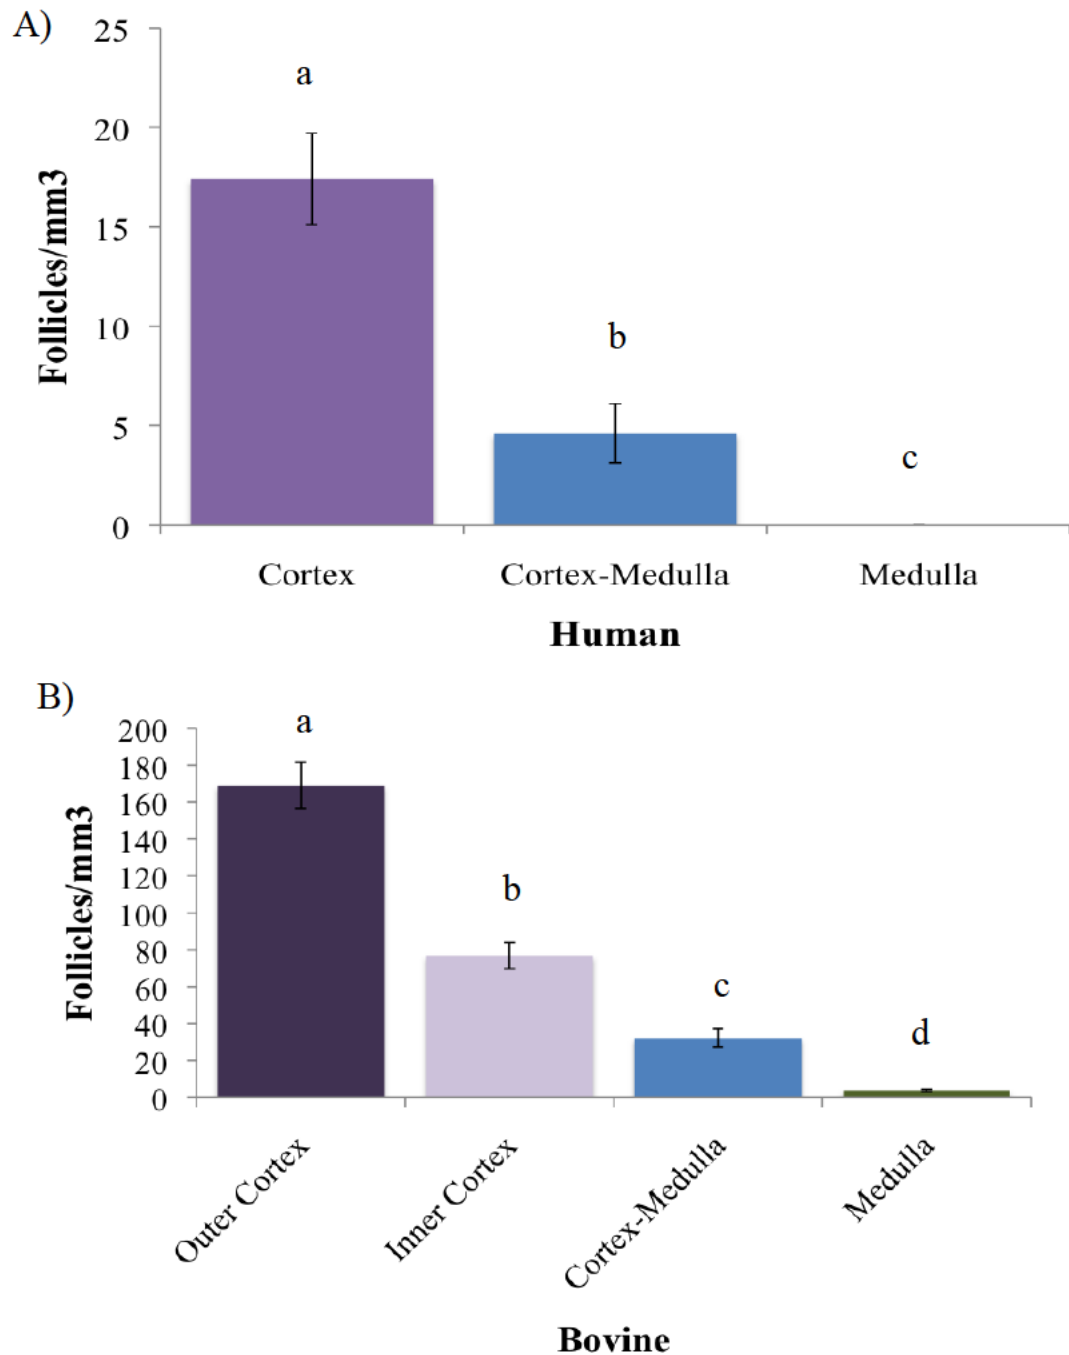 A)
25
20
15
10
5
0
Follicles/mm3
a
b
c
Cortex
Cortex-Medulla
Medulla
Human
B)
200
180
160
140
120
100
80
60
40
20
0
Follicles/mm3
a
b
c
d
Outer Cortex
Inner Cortex
Cortex-Medulla
Medulla
Bovine